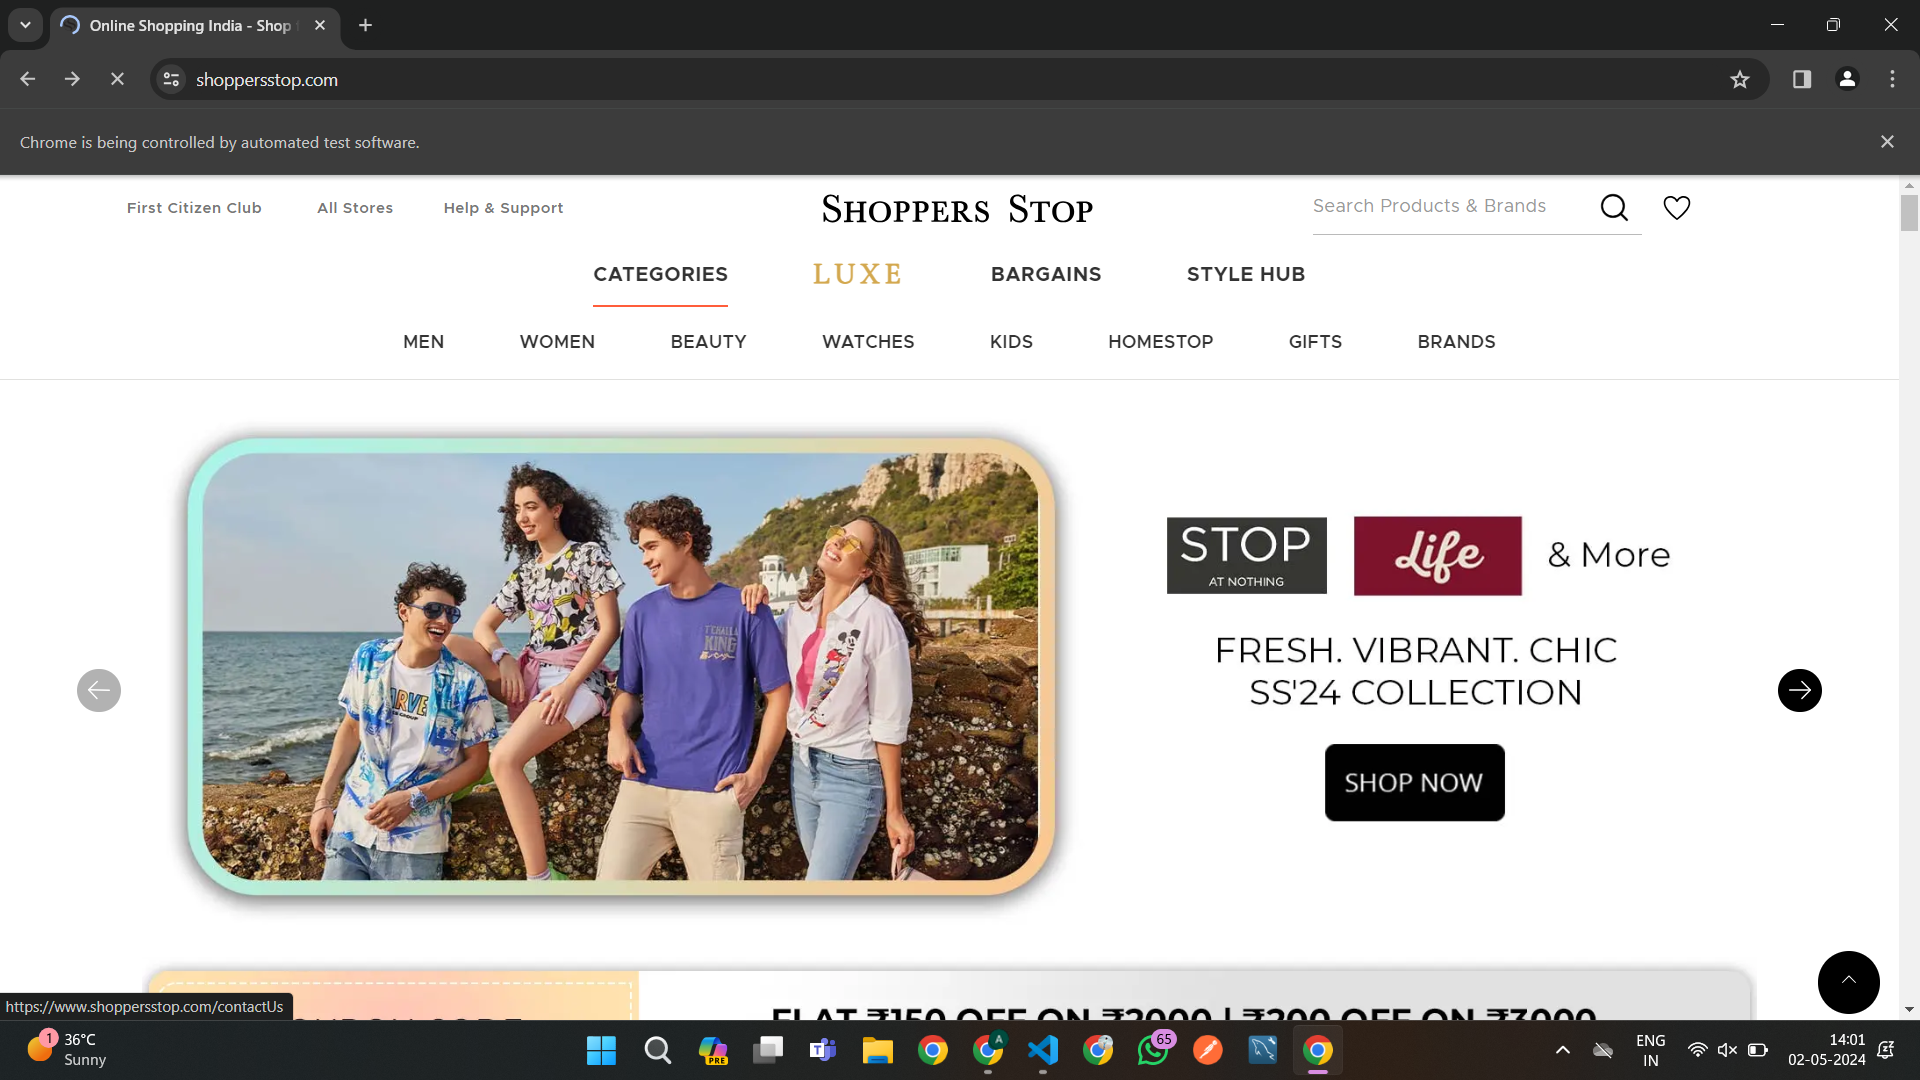 Online Shopping India - Shop
shoppersstop.com
Chrome is being controlled by automated test software.
First Citizen Club
All Stores
Help & Support
SHOPPERS STOP
Search Products & Brands
CATEGORIES
LUXE
BARGAINS
STYLE HUB
MEN
WOMEN
BEAUTY
WATCHES
KIDS
HOMESTOP
GIFTS
BRANDS
T'CHALLA
KING
STOP
AT NOTHING
Life
& More
FRESH. VIBRANT. CHIC
SS'24 COLLECTION
SHOP NOW
FLAT ₹150 OFF ON ₹2000 | ₹200 OFF ON ₹3000
https://www.shoppersstop.com/contactUs
1
36°C
Sunny
PRE
A
65
ENG
IN
14:01
02-05-2024